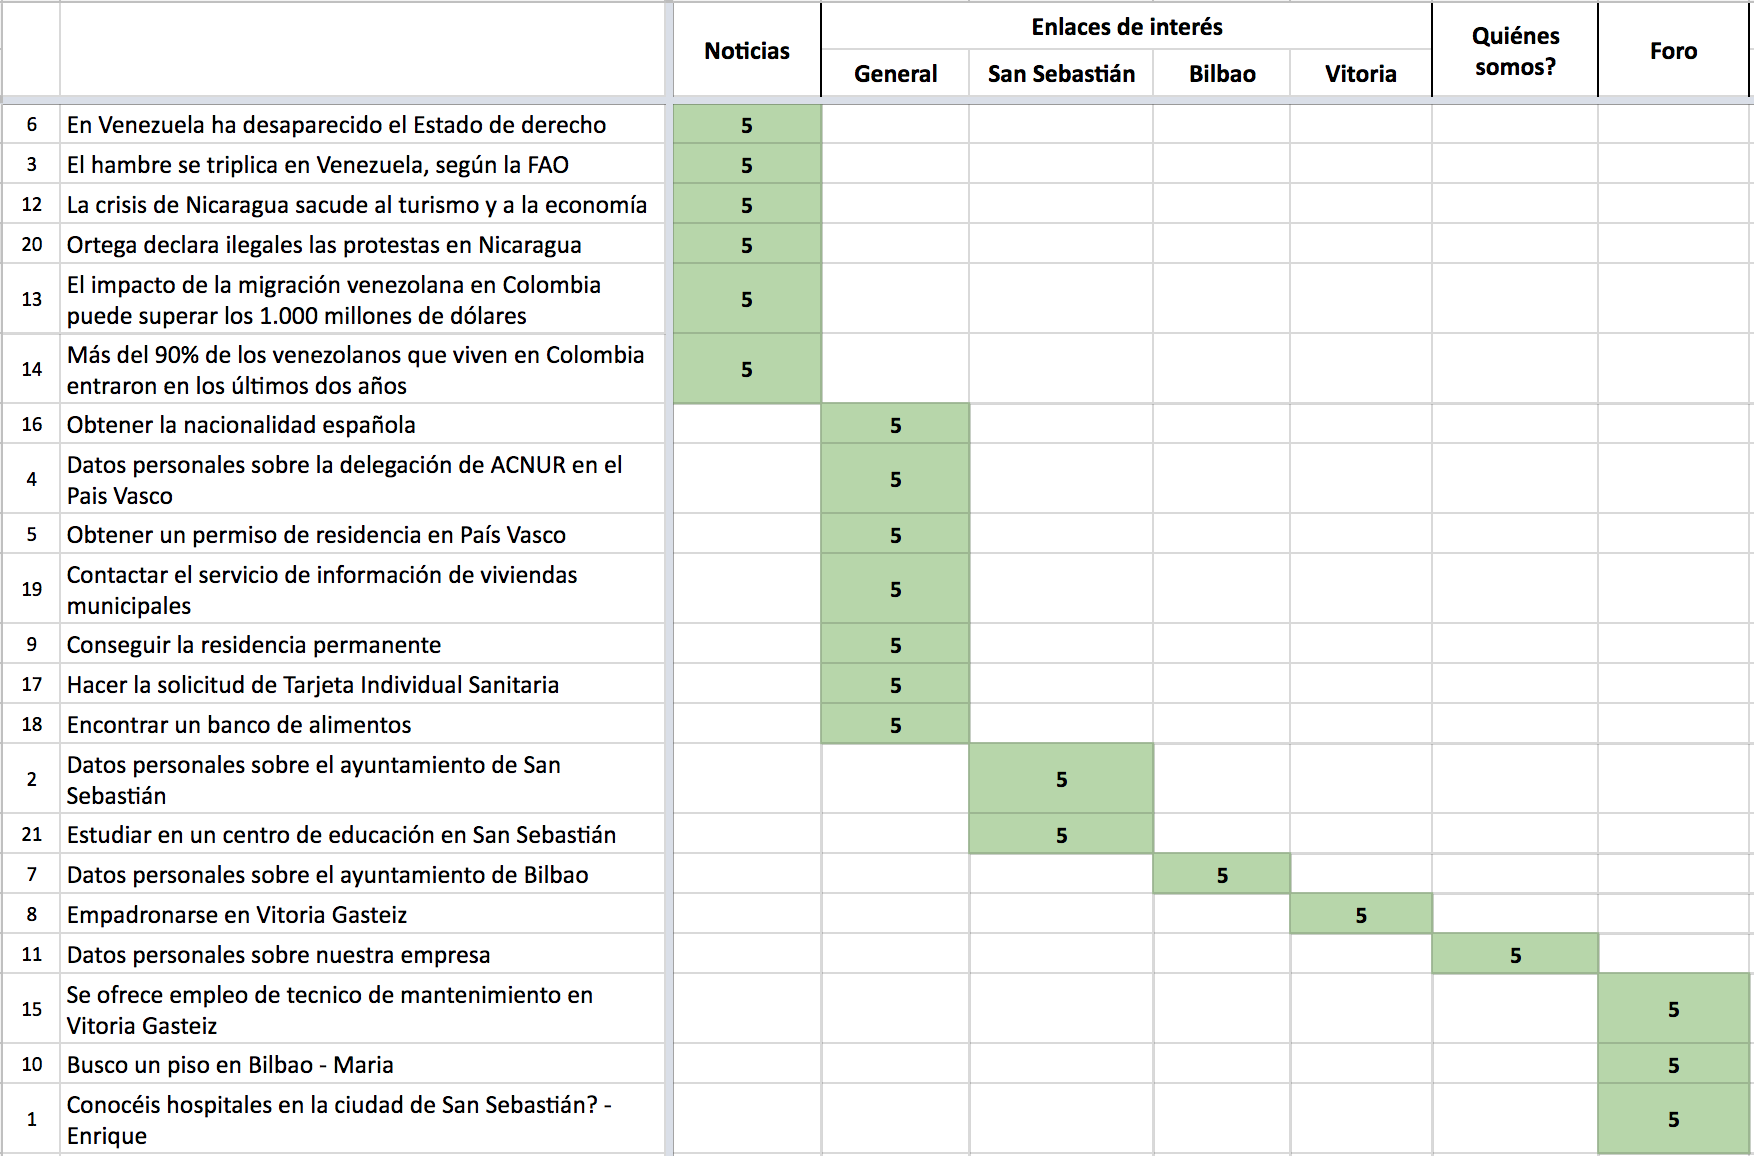 Noticias
Enlaces de interés
Quiénes
somos?
Foro
General
San Sebastián
Bilbao
Vitoria
6 En Venezuela ha desaparecido el Estado de derecho 5
3 El hambre se triplica en Venezuela, según la FAO 5
12 La crisis de Nicaragua sacude al turismo y a la economía 5
20 Ortega declara ilegales las protestas en Nicaragua 5
13 El impacto de la migración venezolana en Colombia
puede superar los 1.000 millones de dólares 5
14 Más del 90% de los venezolanos que viven en Colombia
entraron en los últimos dos años 5
16 Obtener la nacionalidad española 5
4 Datos personales sobre la delegación de ACNUR en el
Pais Vasco 5
5 Obtener un permiso de residencia en País Vasco 5
19 Contactar el servicio de información de viviendas
municipales 5
9 Conseguir la residencia permanente 5
17 Hacer la solicitud de Tarjeta Individual Sanitaria 5
18 Encontrar un banco de alimentos 5
2 Datos personales sobre el ayuntamiento de San
Sebastián 5
21 Estudiar en un centro de educación en San Sebastián 5
7 Datos personales sobre el ayuntamiento de Bilbao 5
8 Empadronarse en Vitoria Gasteiz 5
11 Datos personales sobre nuestra empresa 5
15 Se ofrece empleo de tecnico de mantenimiento en
Vitoria Gasteiz 5
10 Busco un piso en Bilbao - Maria 5
1 Conocéis hospitales en la ciudad de San Sebastián? -
Enrique 5